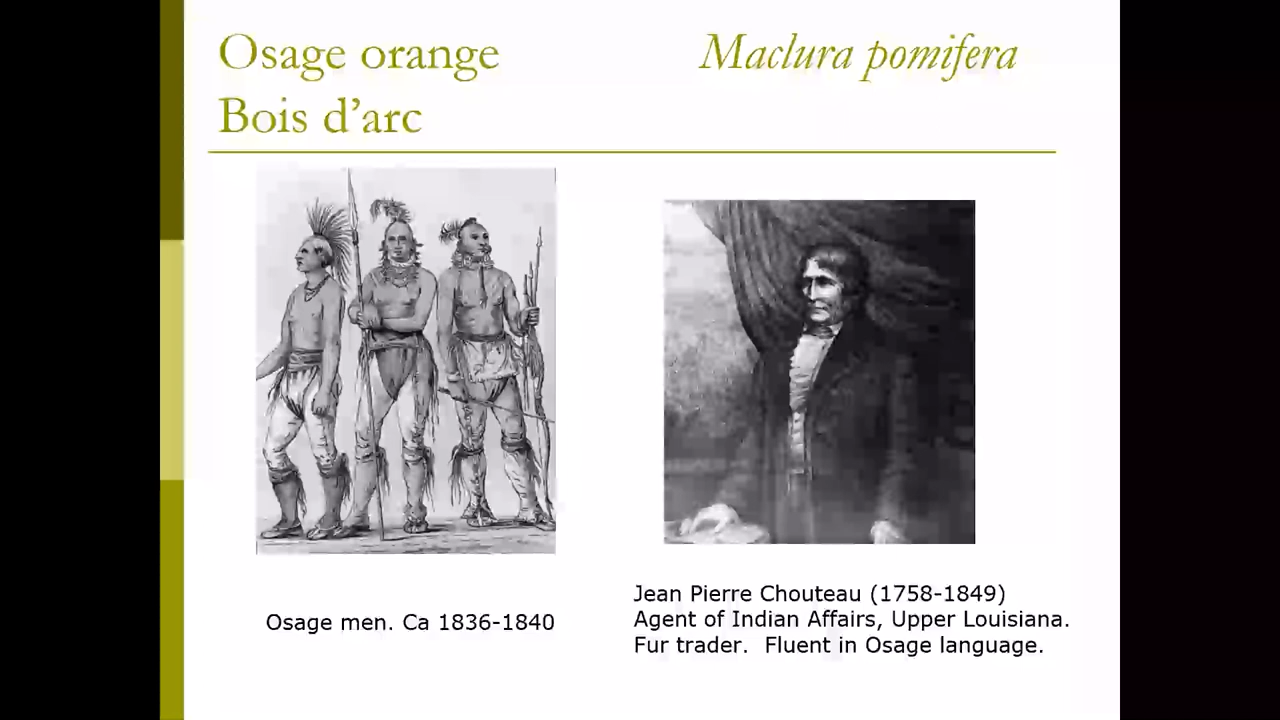 Osage orange
Maclura pomifera
Bois d’arc
Osage men. Ca 1836-1840
Jean Pierre Chouteau (1758-1849)
Agent of Indian Affairs, Upper Louisiana.
Fur trader.  Fluent in Osage language.